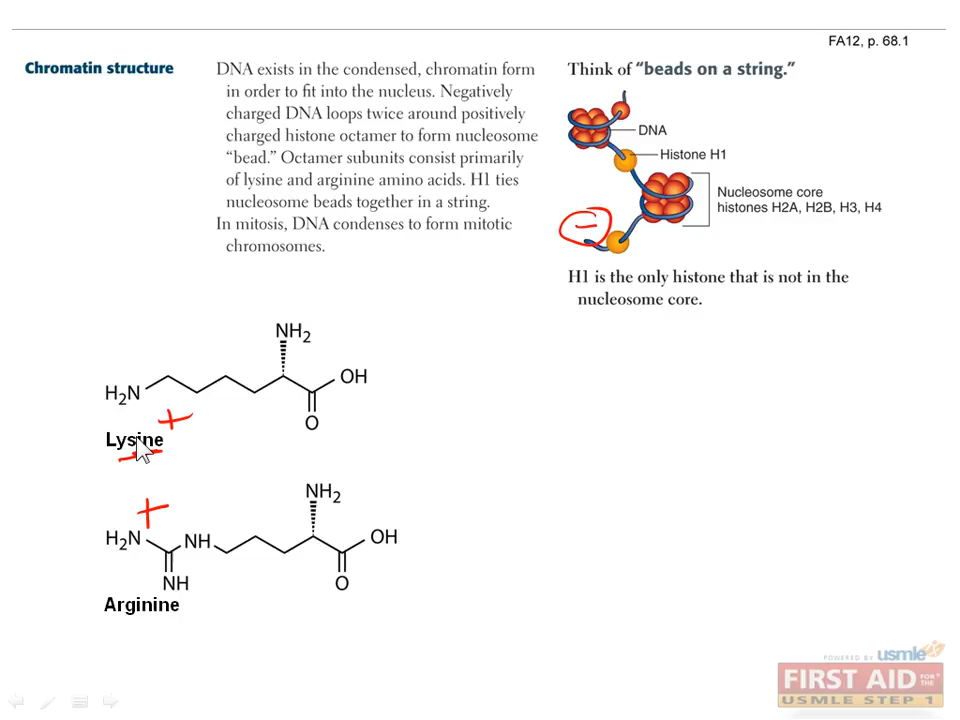 FA12, p. 68.1
Chromatin structure
DNA exists in the condensed, chromatin form
in order to fit into the nucleus. Negatively
charged DNA loops twice around positively
charged histone octamer to form nucleosome
“bead.” Octamer subunits consist primarily
of lysine and arginine amino acids. H1 ties
nucleosome beads together in a string.
In mitosis, DNA condenses to form mitotic
chromosomes.
Think of “beads on a string.”
DNA
Histone H1
Nucleosome core
histones H2A, H2B, H3, H4
−
H1 is the only histone that is not in the
nucleosome core.
NH2
H2N
OH
O
+
Lysine
+
NH2
H2N
NH
OH
NH
O
Arginine
POWERED BY usmle
FIRST AID FOR THE
USMLE STEP 1